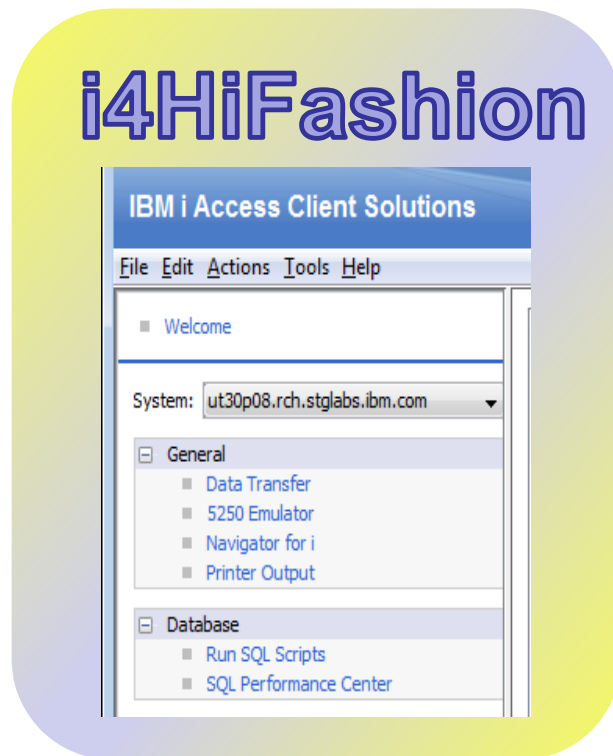 i4HiFashion
IBM i Access Client Solutions
File Edit Actions Tools Help
Welcome
System: ut30p08.rch.stglabs.ibm.com
General
Data Transfer
5250 Emulator
Navigator for i
Printer Output
Database
Run SQL Scripts
SQL Performance Center